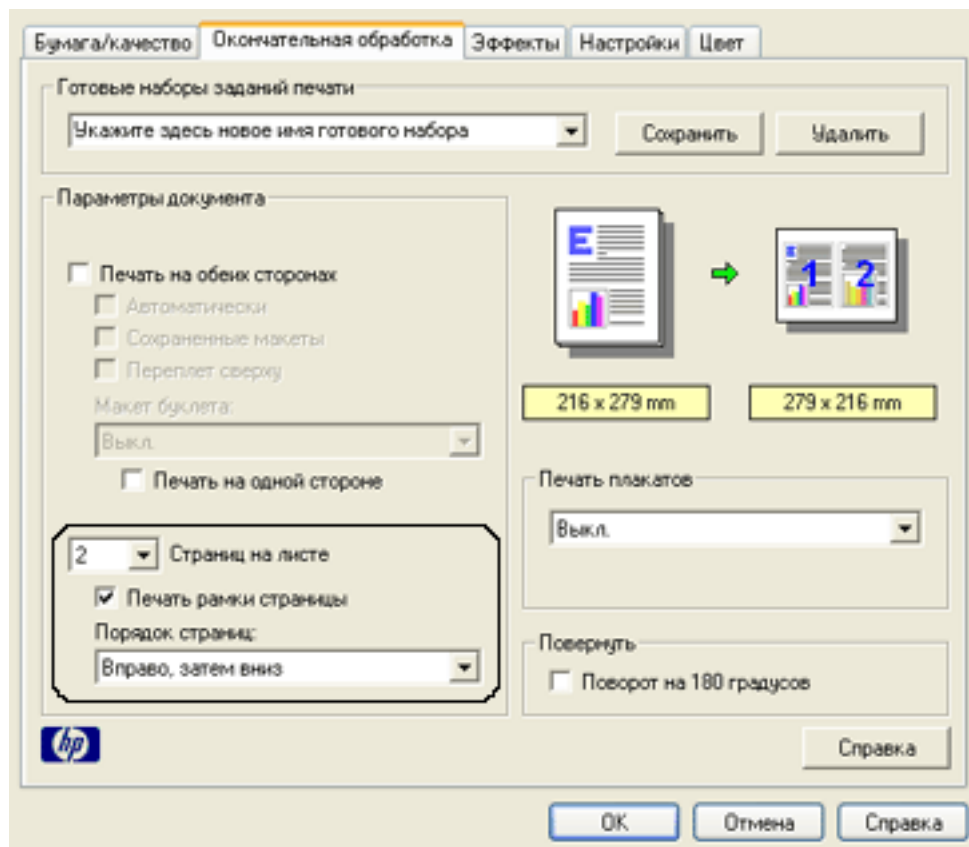 Бумага/качество Окончательная обработка Эффекты Настройки Цвет
Готовые наборы заданий печати
Укажите здесь новое имя готового набора Сохранить Удалить
Параметры документа
Печать на обеих сторонах
Автоматически
Сохраненные макеты
Переплет сверху
Макет буклета:
Выкл.
Печать на одной стороне
2 Страниц на листе
Печать рамки страницы
Порядок страниц:
Вправо, затем вниз
E
E 1 2
216 x 279 mm 279 x 216 mm
Печать плакатов
Выкл.
Повернуть
Поворот на 180 градусов
hp
Справка
OK Отмена Справка